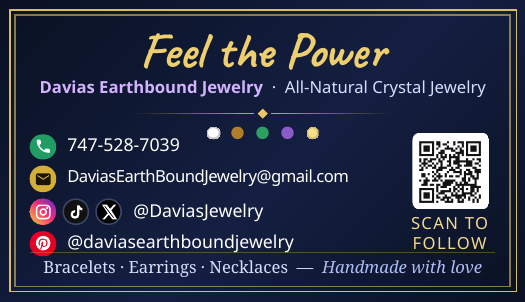 Feel the Power
Davias Earthbound Jewelry · All-Natural Crystal Jewelry
747-528-7039
DaviasEarthBoundJewelry@gmail.com
@DaviasJewelry
@daviasearthboundjewelry
SCAN TO
FOLLOW
Bracelets · Earrings · Necklaces — Handmade with love